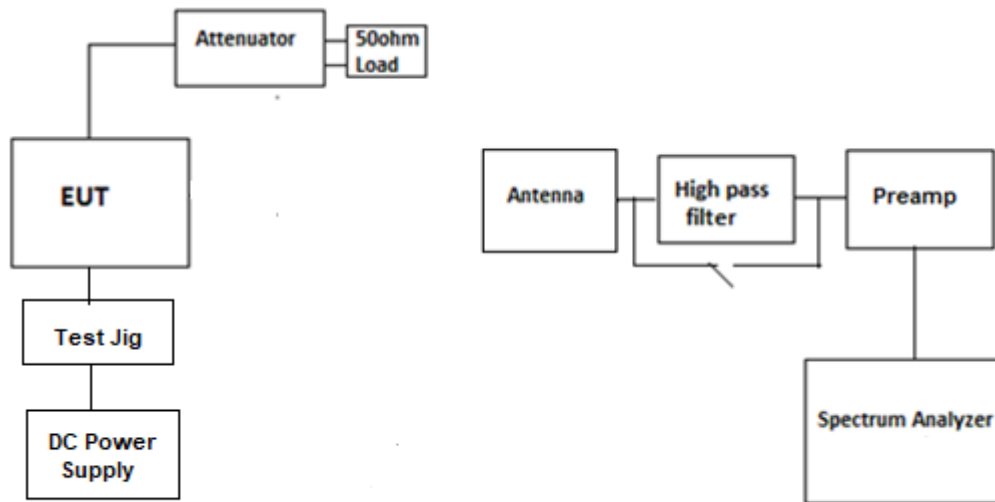 Attenuator
50ohm
Load
EUT
Test Jig
DC Power
Supply
Antenna
High pass
filter
Preamp
Spectrum Analyzer